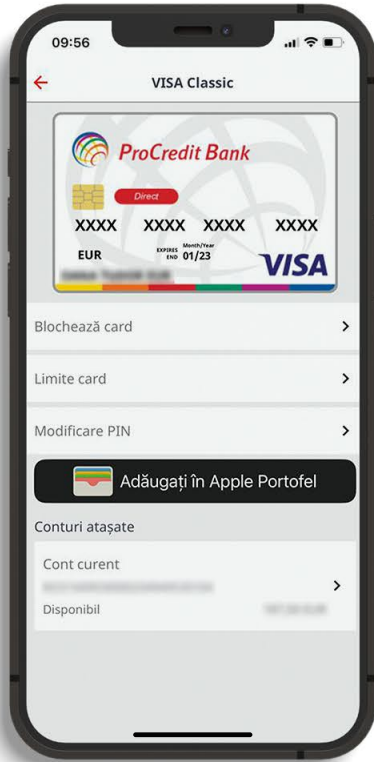 09:56
VISA Classic
ProCredit Bank
Direct
XXXX XXXX XXXX XXXX
EUR
EXPIRES END
Month/Year
01/23
VISA
Blochează card
Limite card
Modificare PIN
Adăugați în Apple Portofel
Conturi atașate
Cont curent
Disponibil